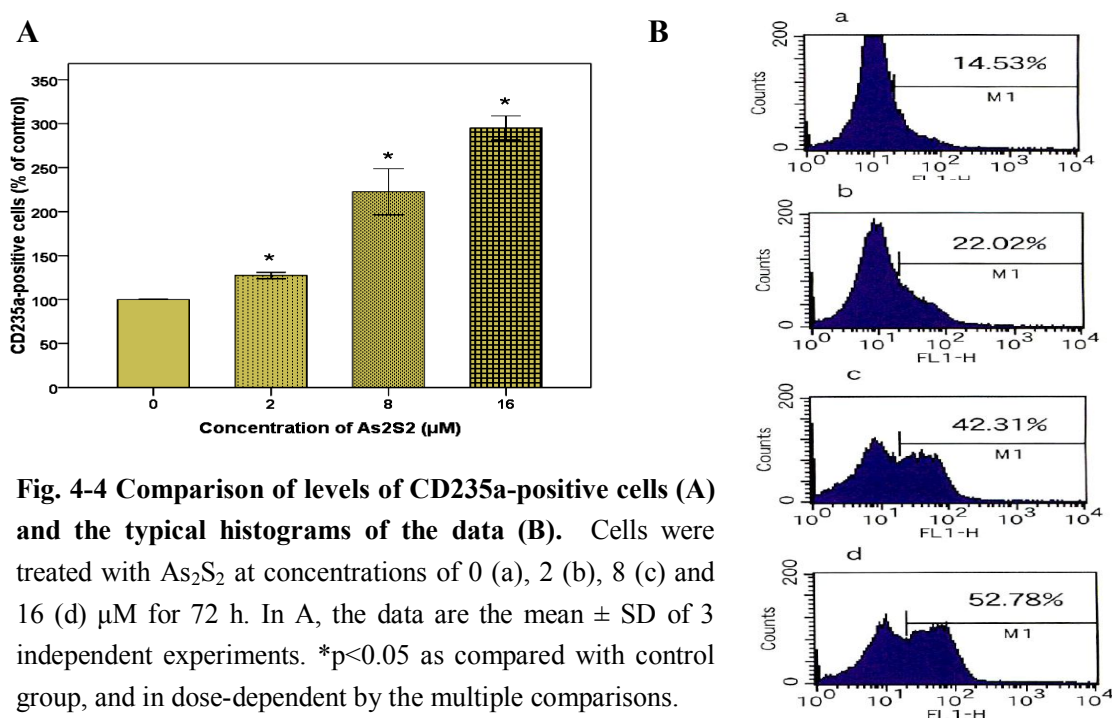 A
CD235a-positive cells (% of control)
350
300
250
200
150
100
50
0
*
*
*
0 2 8 16
Concentration of As2S2 (µM)
Fig. 4-4 Comparison of levels of CD235a-positive cells (A)
and the typical histograms of the data (B). Cells were
treated with As₂S₂ at concentrations of 0 (a), 2 (b), 8 (c) and
16 (d) μM for 72 h. In A, the data are the mean ± SD of 3
independent experiments. *p<0.05 as compared with control
group, and in dose-dependent by the multiple comparisons.
B
a
200
Counts
0
14.53%
M1
10⁰ 10¹ 10² 10³ 10⁴
FL1-H
b
200
Counts
0
22.02%
M1
10⁰ 10¹ 10² 10³ 10⁴
FL1-H
c
200
Counts
0
42.31%
M1
10⁰ 10¹ 10² 10³ 10⁴
FL1-H
d
200
Counts
0
52.78%
M1
10⁰ 10¹ 10² 10³ 10⁴
FL1-H